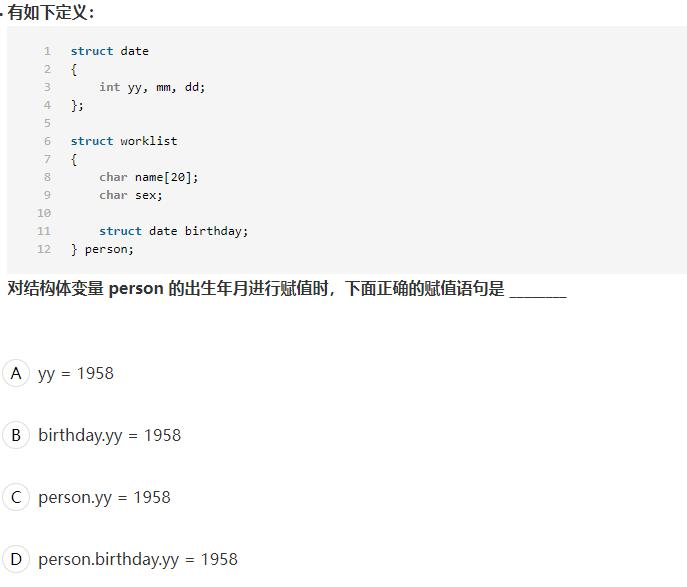 . 有如下定义：
1 struct date
2 {
3 int yy, mm, dd;
4 };
5
6 struct worklist
7 {
8 char name[20];
9 char sex;
10
11 struct date birthday;
12 } person;
对结构体变量 person 的出生年月进行赋值时，下面正确的赋值语句是 ________
A yy = 1958
B birthday.yy = 1958
C person.yy = 1958
D person.birthday.yy = 1958